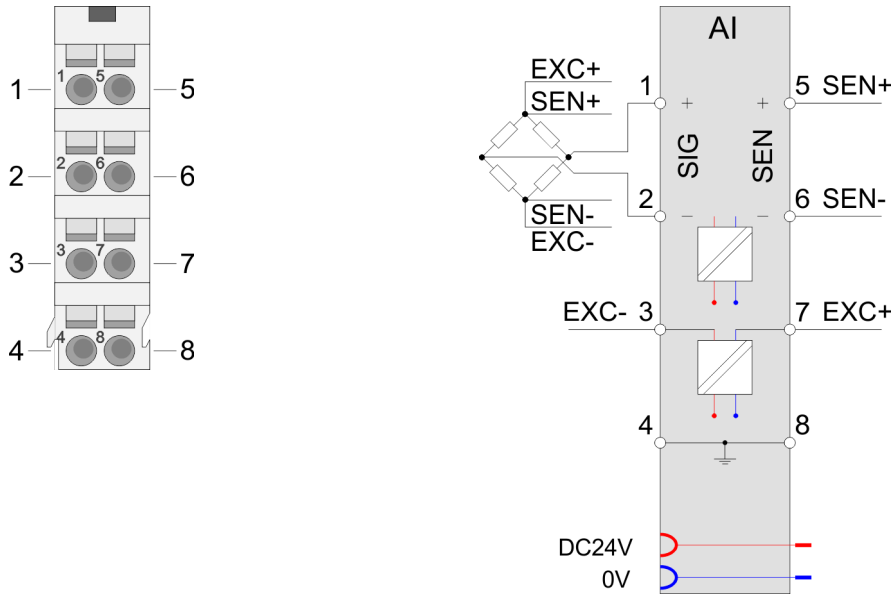 1 1 5 5
2 2 6 6
3 3 7 7
4 4 8 8
AI
EXC+
SEN+
1 + + 5 SEN+
SIG SEN
2 − − 6 SEN-
SEN-
EXC-
EXC- 3 7 EXC+
4 8
DC24V
0V